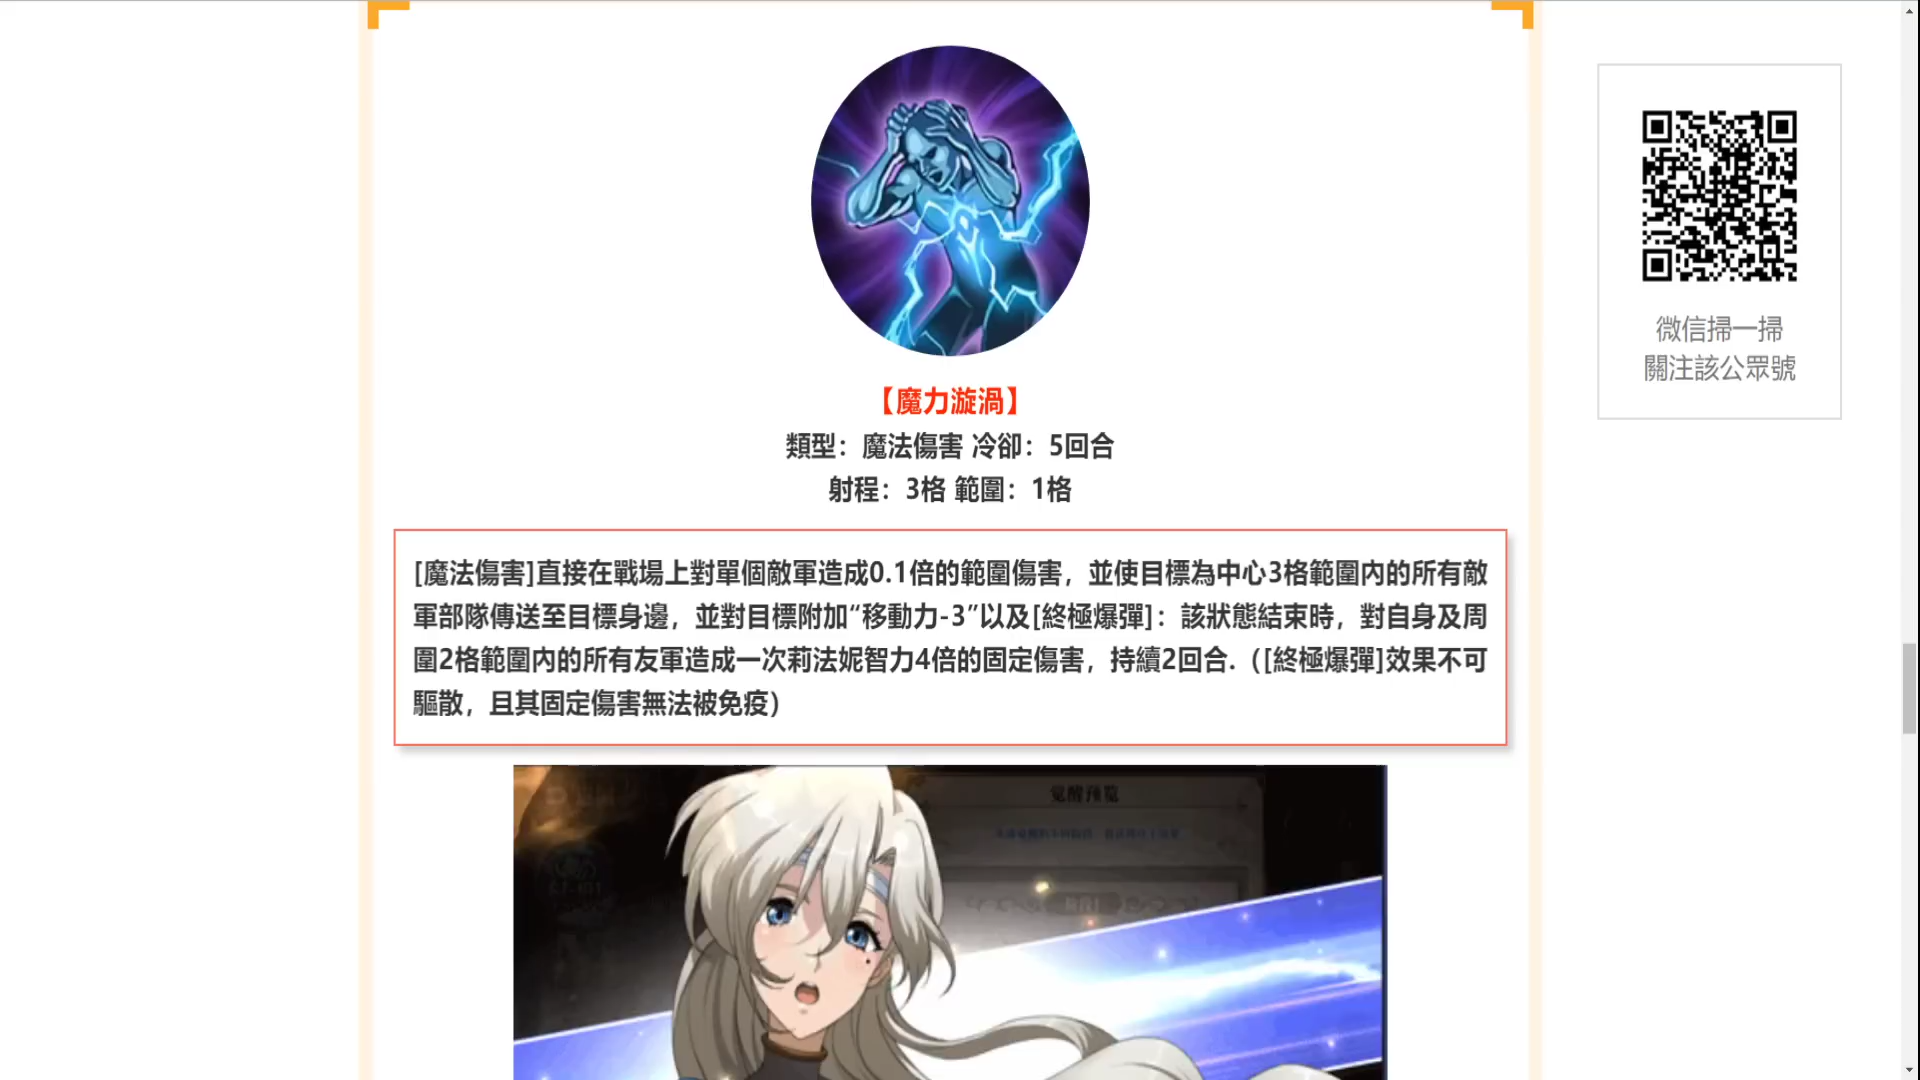 【魔力漩渦】
類型：魔法傷害 冷卻：5回合
射程：3格 範圍：1格
[魔法傷害]直接在戰場上對單個敵軍造成0.1倍的範圍傷害，並使目標為中心3格範圍內的所有敵
軍部隊傳送至目標身邊，並對目標附加“移動力-3”以及[終極爆彈]：該狀態結束時，對自身及周
圍2格範圍內的所有友軍造成一次莉法妮智力4倍的固定傷害，持續2回合.（[終極爆彈]效果不可
驅散，且其固定傷害無法被免疫）
觉醒预览
微信掃一掃
關注該公眾號